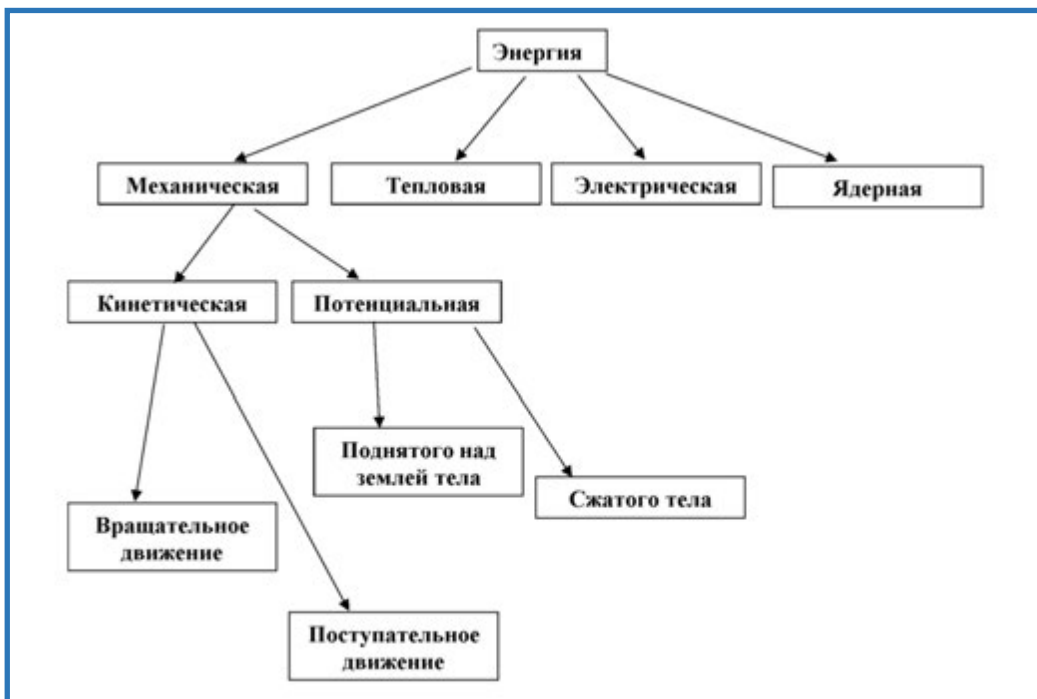 Энергия
Механическая
Тепловая
Электрическая
Ядерная
Кинетическая
Потенциальная
Поднятого над
землей тела
Сжатого тела
Вращательное
движение
Поступательное
движение